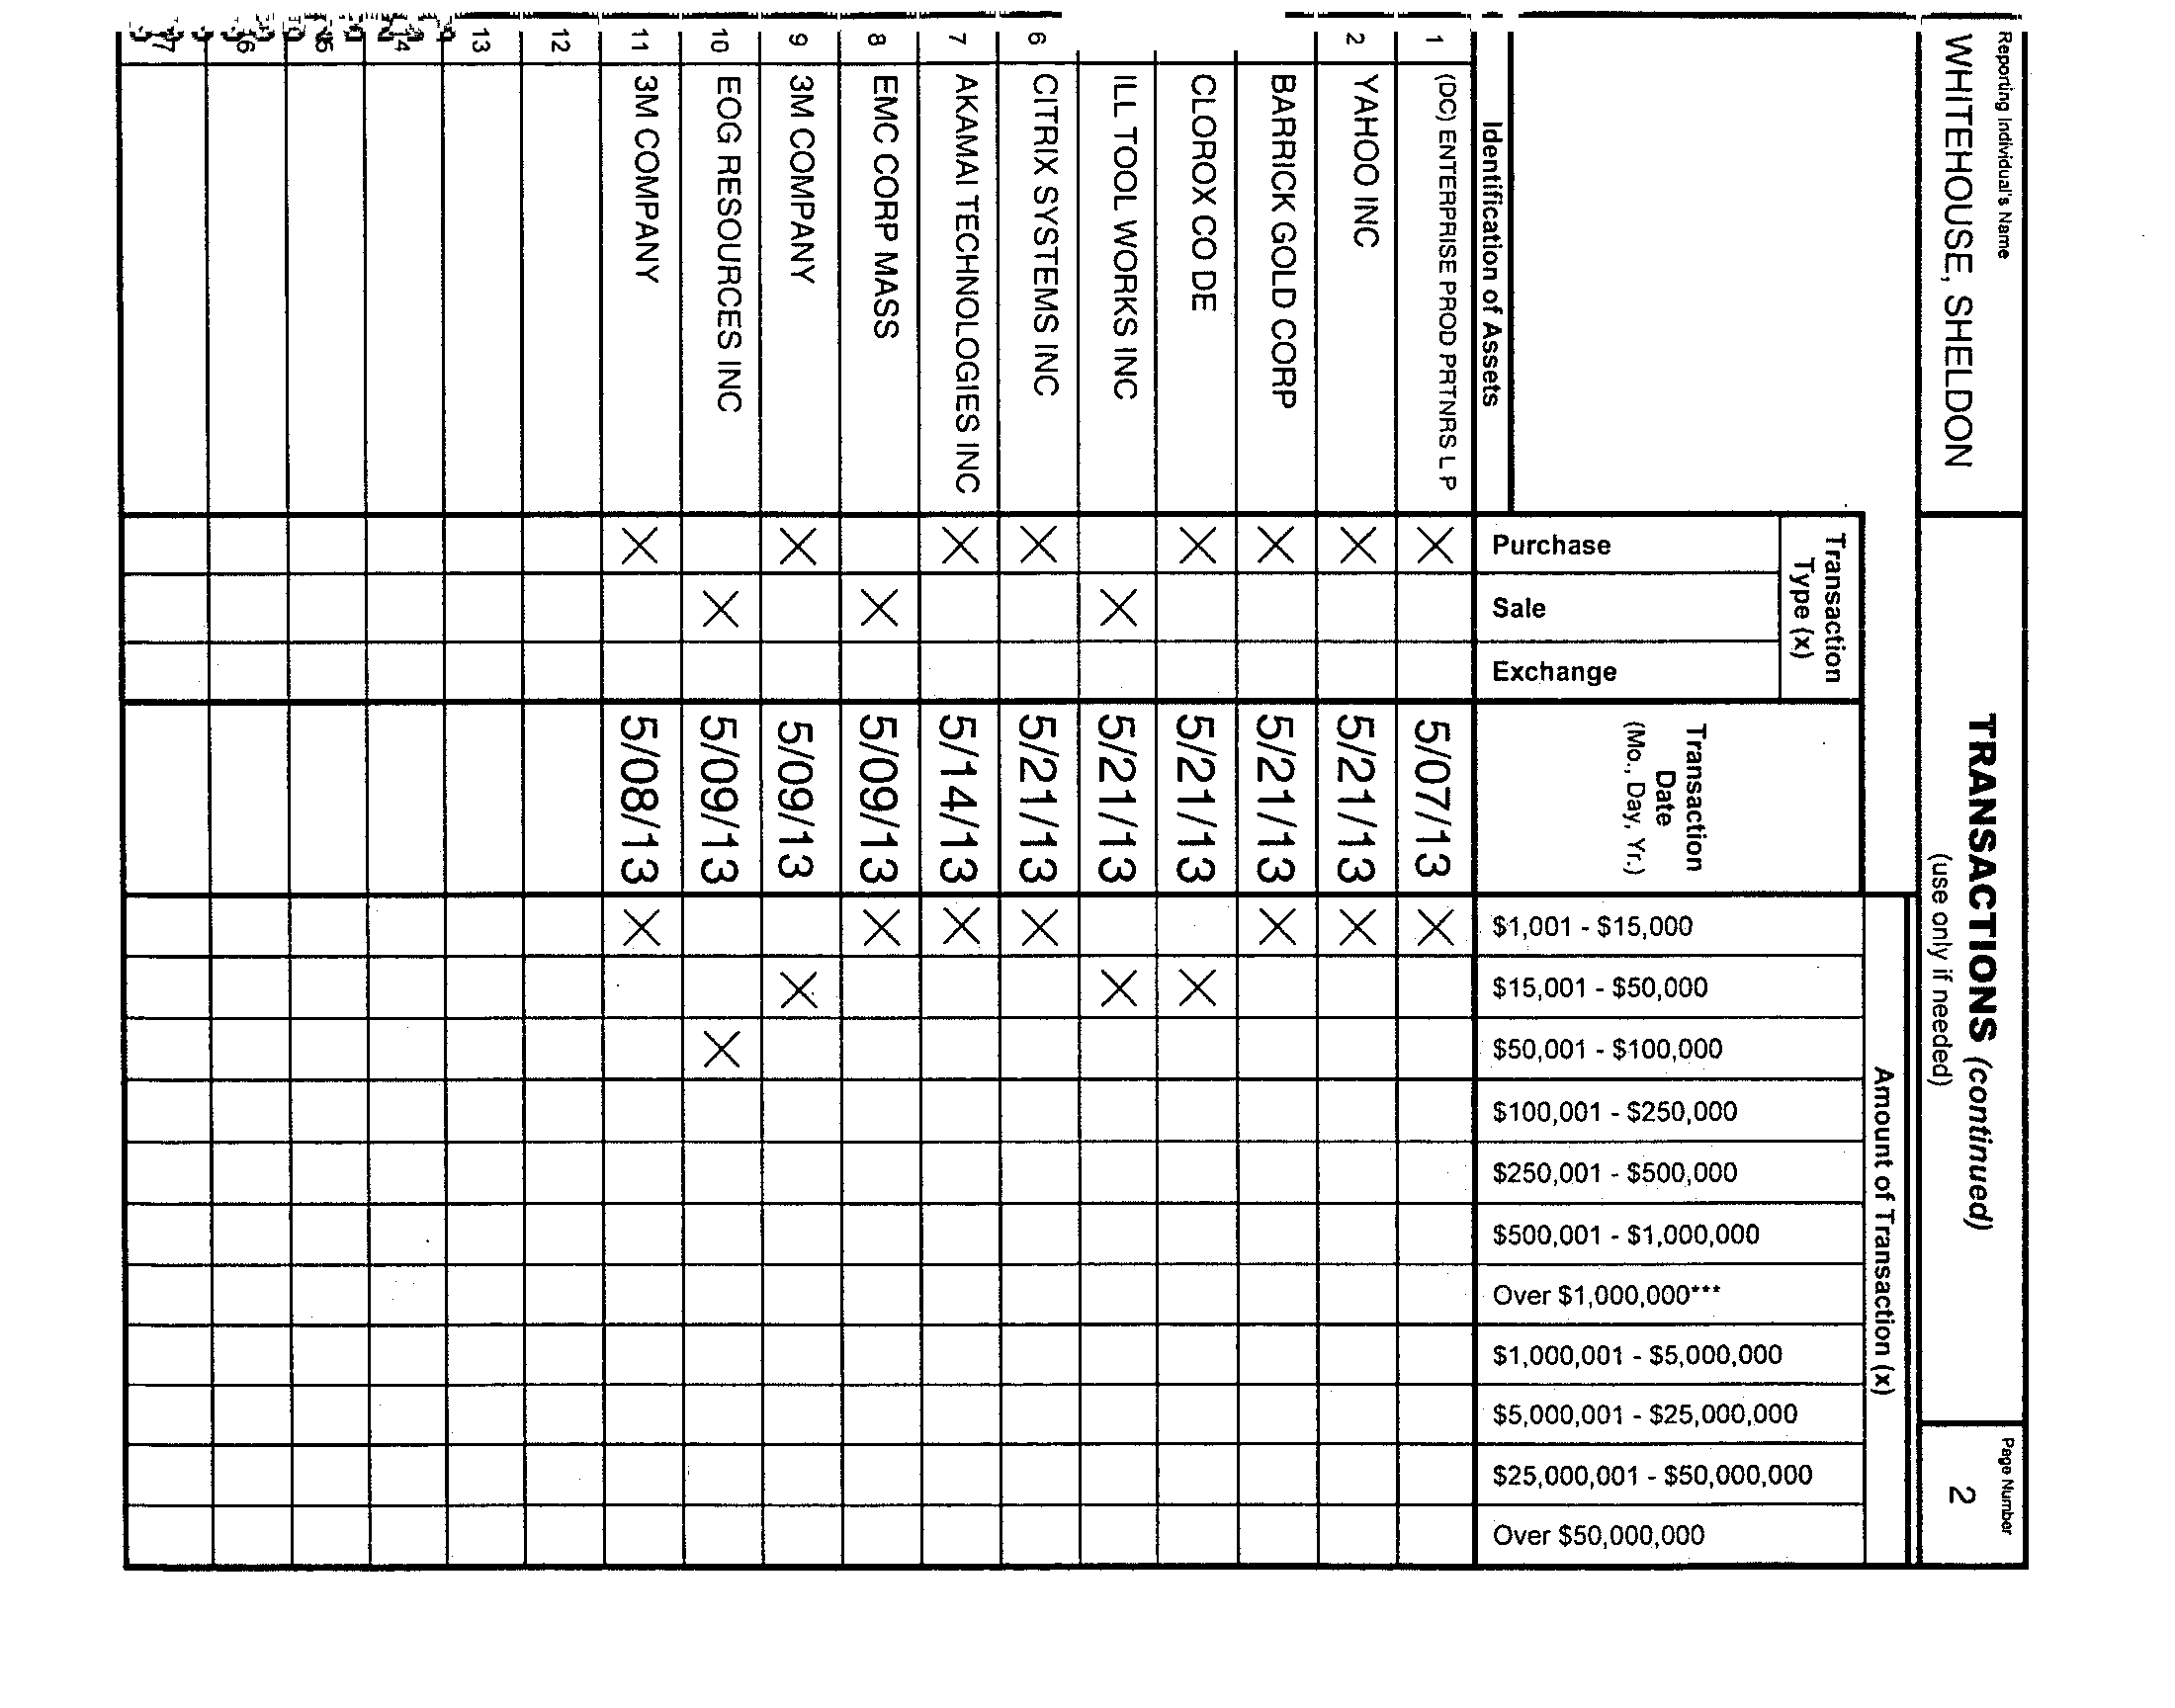 Reporting Individual's Name
WHITEHOUSE, SHELDON
TRANSACTIONS (continued)
(use only if needed)
Page Number
2
Identification of Assets
Transaction
Type (x)
Purchase
Sale
Exchange
Transaction
Date
(Mo., Day, Yr.)
Amount of Transaction (x)
$1,001 - $15,000
$15,001 - $50,000
$50,001 - $100,000
$100,001 - $250,000
$250,001 - $500,000
$500,001 - $1,000,000
Over $1,000,000***
$1,000,001 - $5,000,000
$5,000,001 - $25,000,000
$25,000,001 - $50,000,000
Over $50,000,000
1 (DC) ENTERPRISE PROD PRTNRS L P X 5/07/13 X
2 YAHOO INC X 5/21/13 X
BARRICK GOLD CORP X 5/21/13 X
CLOROX CO DE X 5/21/13 X
ILL TOOL WORKS INC X 5/21/13 X
6 CITRIX SYSTEMS INC X 5/21/13 X
7 AKAMAI TECHNOLOGIES INC X 5/14/13 X
8 EMC CORP MASS X 5/09/13 X
9 3M COMPANY X 5/09/13 X
10 EOG RESOURCES INC X 5/09/13 X
11 3M COMPANY X 5/08/13 X
12
13